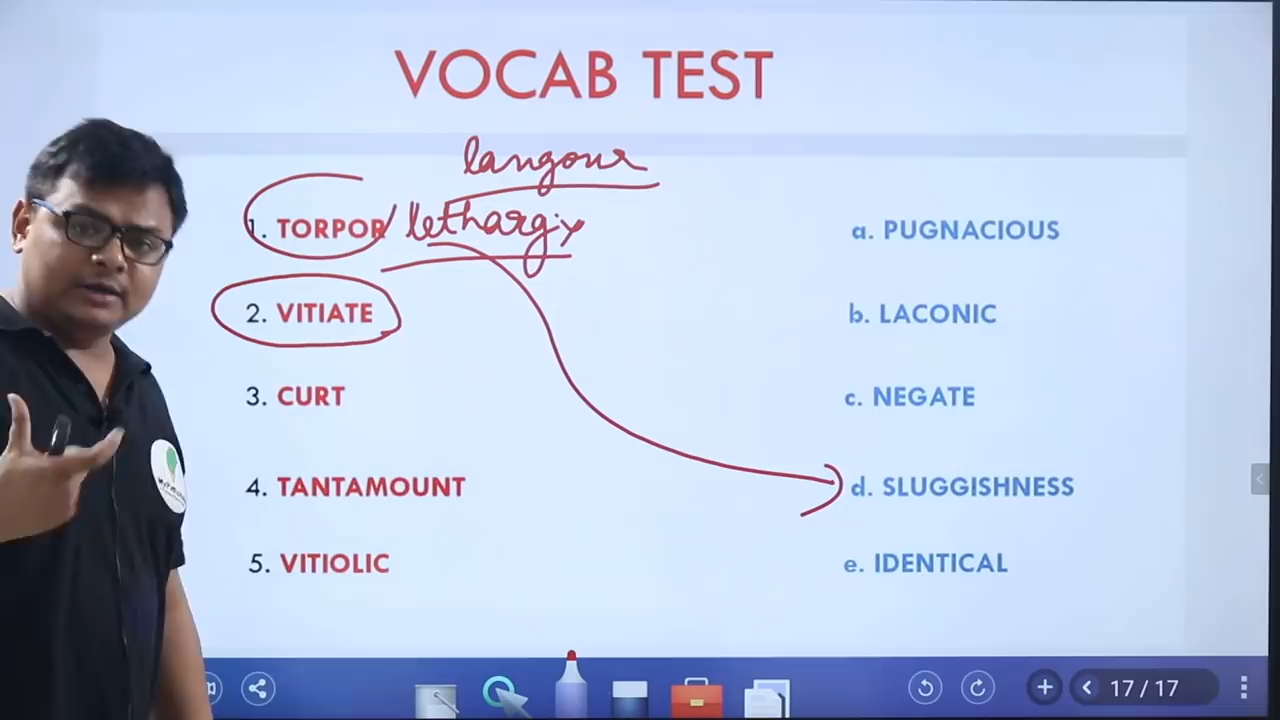 VOCAB TEST
langour
1. TORPOR / lethargy
a. PUGNACIOUS
2. VITIATE
b. LACONIC
3. CURT
c. NEGATE
4. TANTAMOUNT
d. SLUGGISHNESS
5. VITIOLIC
e. IDENTICAL
17 / 17